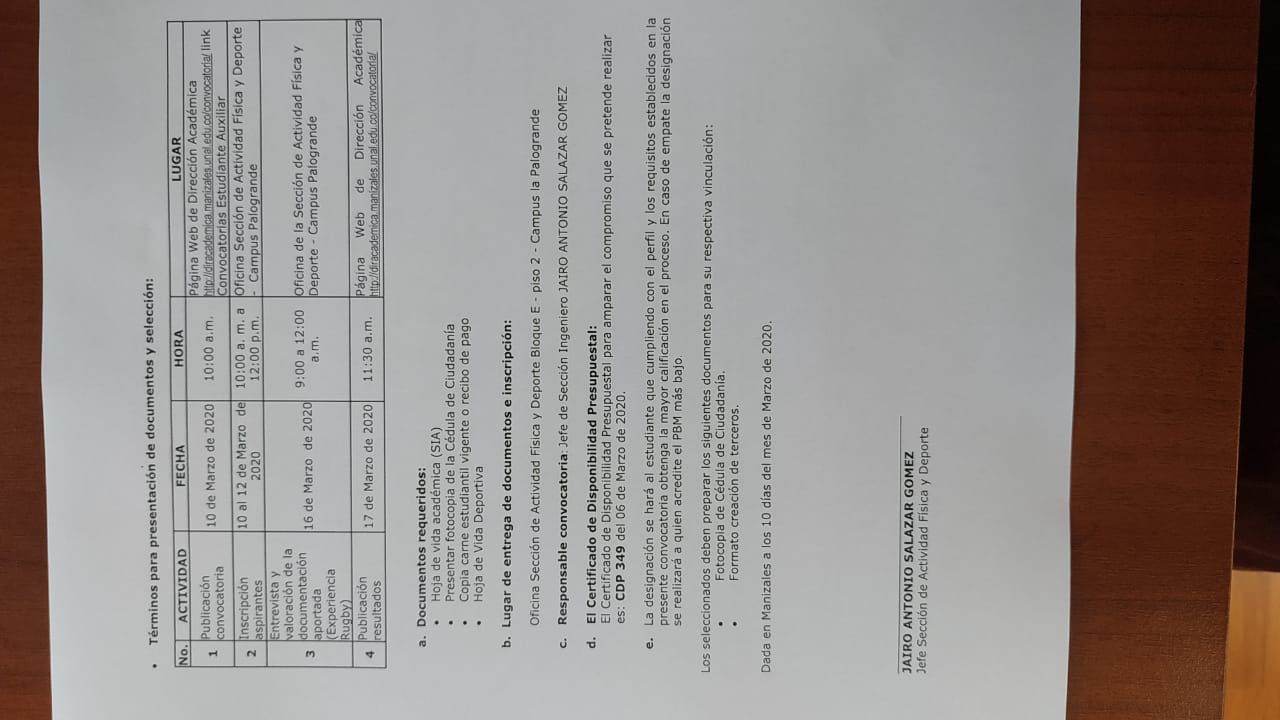 • Términos para presentación de documentos y selección:
No. ACTIVIDAD FECHA HORA LUGAR
1 Publicación convocatoria 10 de Marzo de 2020 10:00 a.m. Página Web de Dirección Académica
http://diracademica.manizales.unal.edu.co/convocatoria/ link
Convocatorias Estudiante Auxiliar
2 Inscripción aspirantes 10 al 12 de Marzo de 2020 10:00 a. m. a 12:00 p.m. Oficina Sección de Actividad Física y Deporte
- Campus Palogrande
3 Entrevista y
valoración de la
documentación
aportada
(Experiencia
Rugby)
16 de Marzo de 2020
9:00 a 12:00
a.m.
Oficina de la Sección de Actividad Física y
Deporte - Campus Palogrande
4 Publicación resultados 17 de Marzo de 2020 11:30 a.m. Página Web de Dirección Académica
http://diracademica.manizales.unal.edu.co/convocatoria/
a. Documentos requeridos:
• Hoja de vida académica (SIA)
• Presentar fotocopia de la Cédula de Ciudadanía
• Copia carne estudiantil vigente o recibo de pago
• Hoja de Vida Deportiva
b. Lugar de entrega de documentos e inscripción:
Oficina Sección de Actividad Física y Deporte Bloque E - piso 2 - Campus la Palogrande
c. Responsable convocatoria: Jefe de Sección Ingeniero JAIRO ANTONIO SALAZAR GOMEZ
d. El Certificado de Disponibilidad Presupuestal:
El Certificado de Disponibilidad Presupuestal para amparar el compromiso que se pretende realizar
es: CDP 349 del 06 de Marzo de 2020.
e. La designación se hará al estudiante que cumpliendo con el perfil y los requisitos establecidos en la
presente convocatoria obtenga la mayor calificación en el proceso. En caso de empate la designación
se realizará a quien acredite el PBM más bajo.
Los seleccionados deben preparar los siguientes documentos para su respectiva vinculación:
• Fotocopia de Cédula de Ciudadanía.
• Formato creación de terceros.
Dada en Manizales a los 10 días del mes de Marzo de 2020.
JAIRO ANTONIO SALAZAR GOMEZ
Jefe Sección de Actividad Física y Deporte